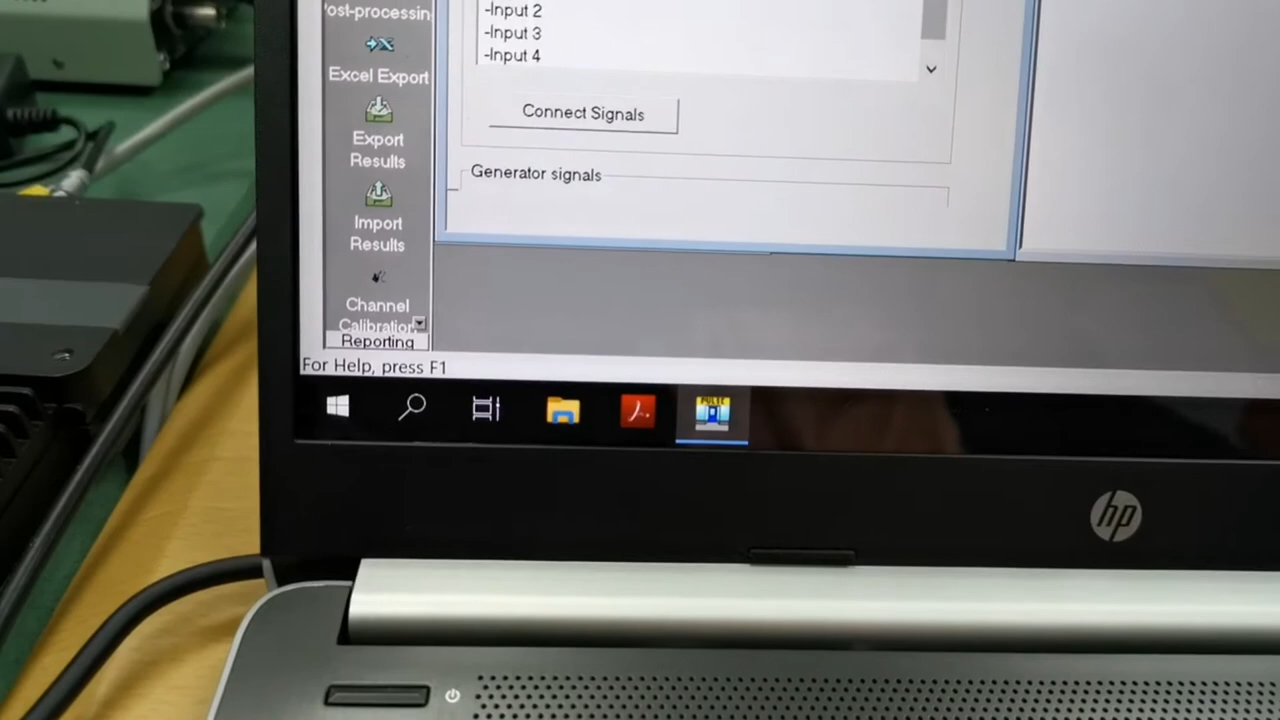 ost-processin
-Input 2
-Input 3
-Input 4
Excel Export
Connect Signals
Export
Results
Generator signals
Import
Results
Channel
Calibration
Reporting
For Help, press F1
PULSE
hp